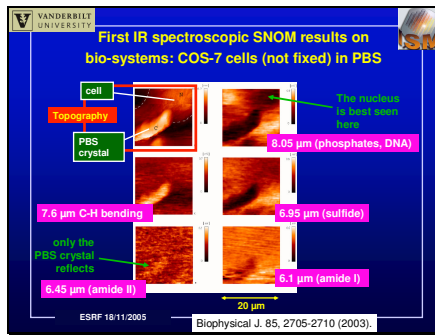 VANDERBILT
UNIVERSITY
First IR spectroscopic SNOM results on
bio-systems: COS-7 cells (not fixed) in PBS
cell
Topography
PBS
crystal
The nucleus
is best seen
here
8.05 µm (phosphates, DNA)
7.6 µm C-H bending
6.95 µm (sulfide)
only the
PBS crystal
reflects
6.45 µm (amide II)
6.1 µm (amide I)
20 µm
ESRF 18/11/2005
Biophysical J. 85, 2705-2710 (2003).